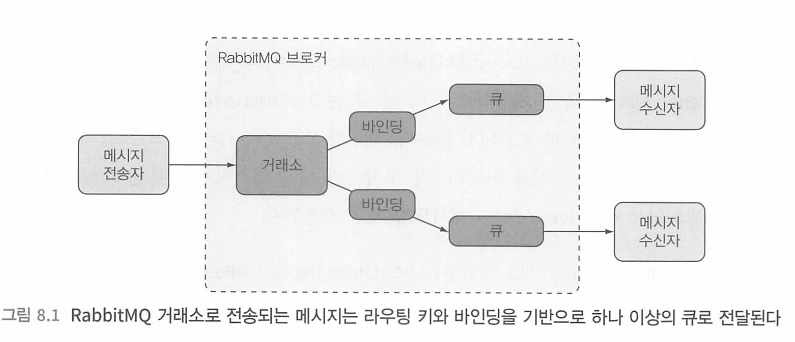 RabbitMQ 브로커
큐
메시지
수신자
바인딩
메시지
전송자
거래소
바인딩
큐
메시지
수신자
그림 8.1 RabbitMQ 거래소로 전송되는 메시지는 라우팅 키와 바인딩을 기반으로 하나 이상의 큐로 전달된다